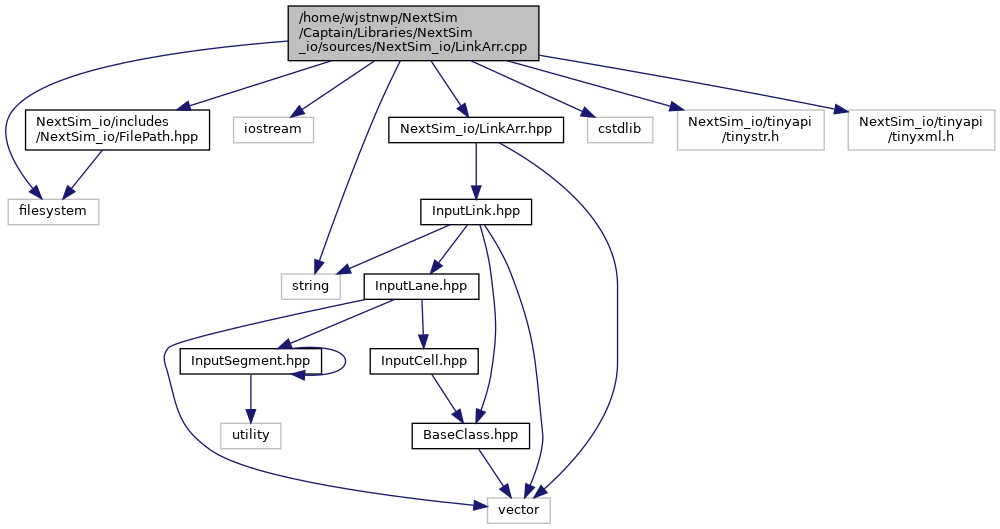 /home/wjstnwp/NextSim
/Captain/Libraries/NextSim
_io/sources/NextSim_io/LinkArr.cpp
NextSim_io/includes
/NextSim_io/FilePath.hpp
iostream
NextSim_io/LinkArr.hpp
cstdlib
NextSim_io/tinyapi
/tinystr.h
NextSim_io/tinyapi
/tinyxml.h
filesystem
InputLink.hpp
string
InputLane.hpp
InputSegment.hpp
InputCell.hpp
utility
BaseClass.hpp
vector